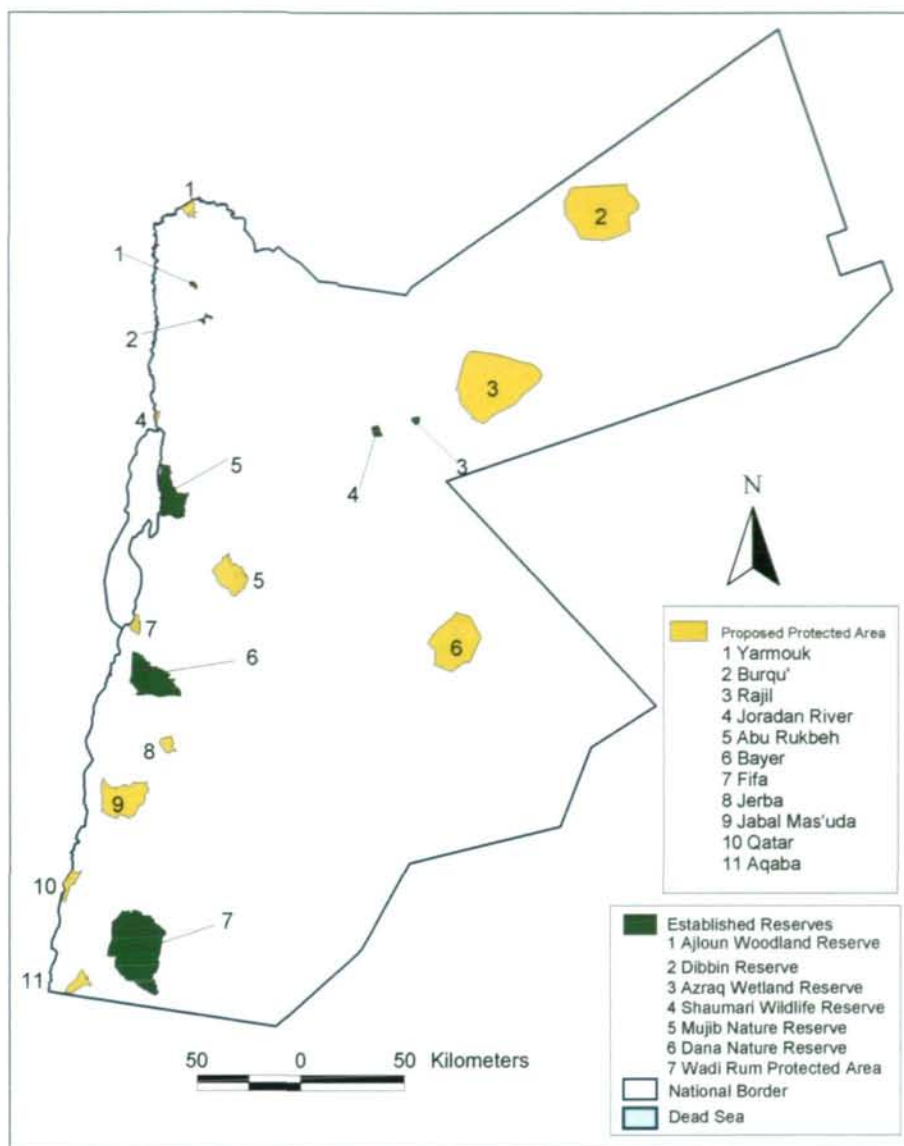 1
2
1
2
3
4
5
4
3
N
5
7
6
6
8
9
10
7
11
Proposed Protected Area
1 Yarmouk
2 Burqu'
3 Rajil
4 Joradan River
5 Abu Rukbeh
6 Bayer
7 Fifa
8 Jerba
9 Jabal Mas'uda
10 Qatar
11 Aqaba
Established Reserves
1 Ajloun Woodland Reserve
2 Dibbin Reserve
3 Azraq Wetland Reserve
4 Shaumari Wildlife Reserve
5 Mujib Nature Reserve
6 Dana Nature Reserve
7 Wadi Rum Protected Area
National Border
Dead Sea
50 0 50 Kilometers